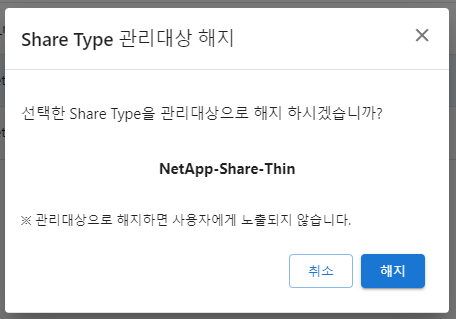 Share Type 관리대상 해지
선택한 Share Type을 관리대상으로 해지 하시겠습니까?
NetApp-Share-Thin
※ 관리대상으로 해지하면 사용자에게 노출되지 않습니다.
취소
해지